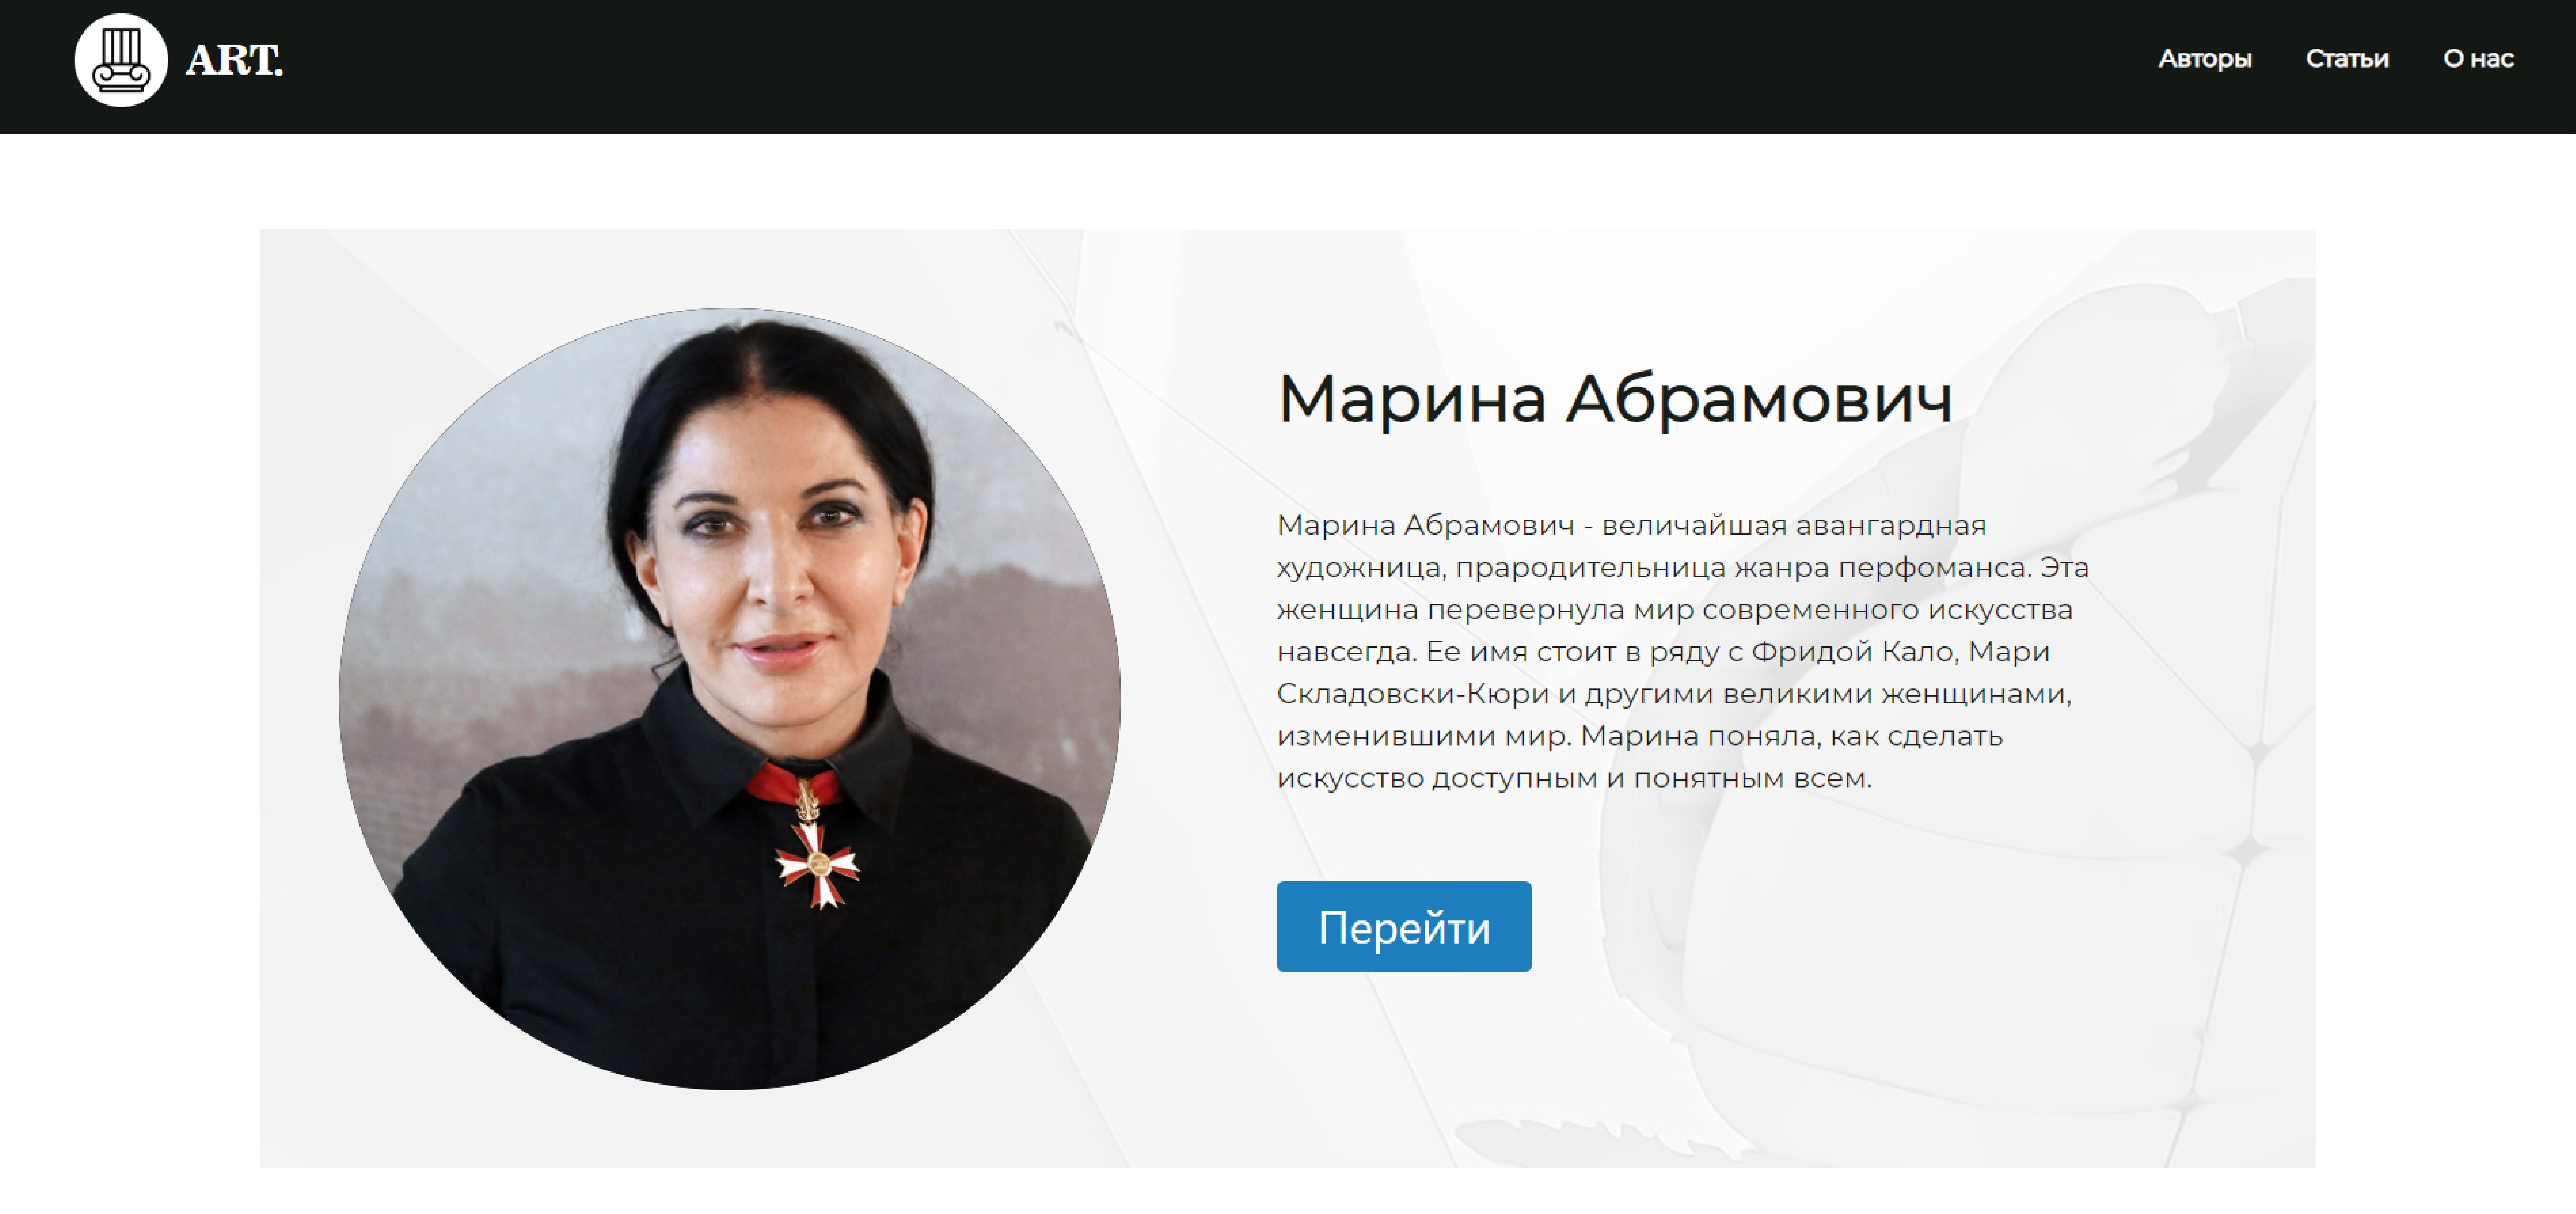 ART.
Авторы Статьи О нас
Марина Абрамович
Марина Абрамович - величайшая авангардная
художница, прародительница жанра перфоманса. Эта
женщина перевернула мир современного искусства
навсегда. Ее имя стоит в ряду с Фридой Кало, Мари
Складовски-Кюри и другими великими женщинами,
изменившими мир. Марина поняла, как сделать
искусство доступным и понятным всем.
Перейти